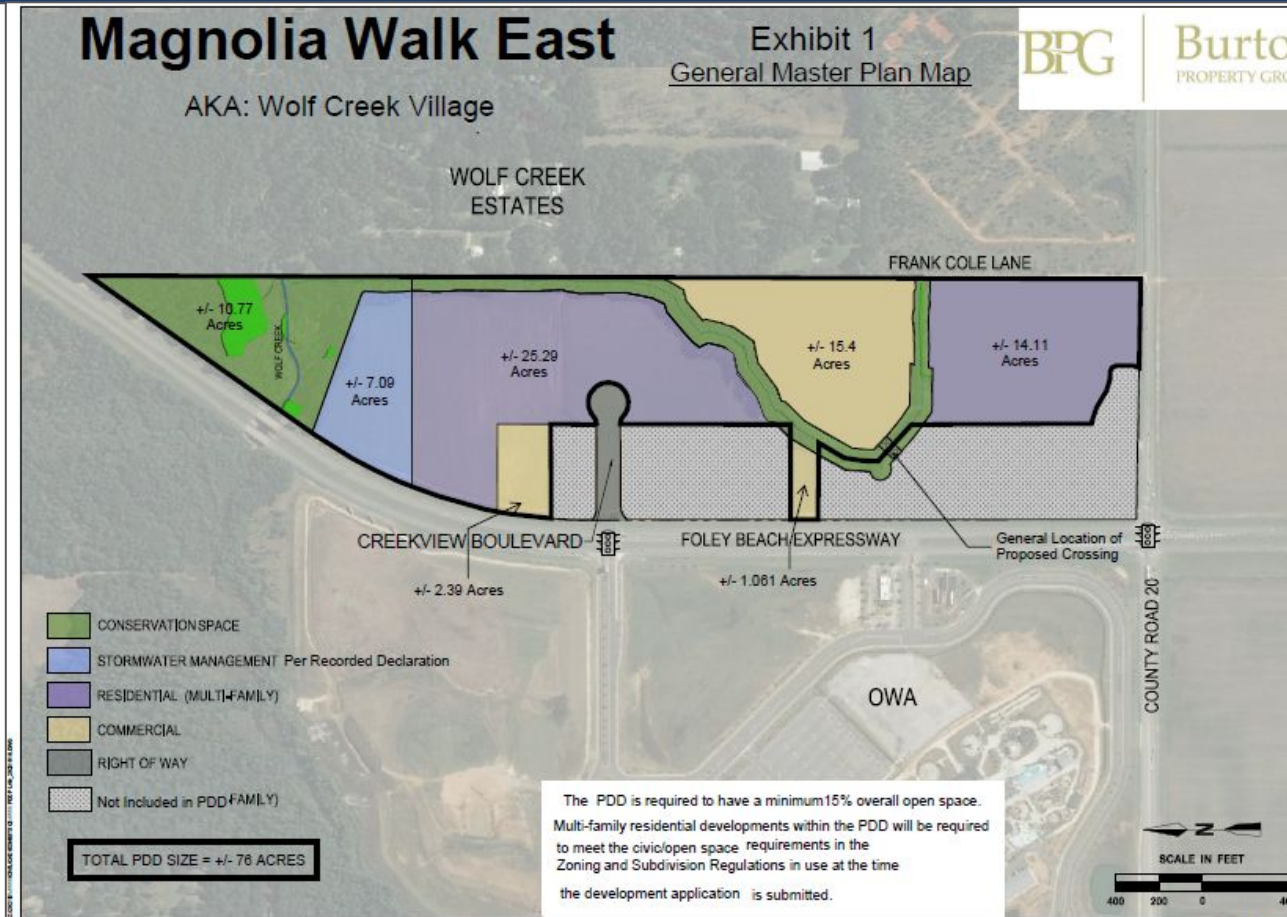 Magnolia Walk East
AKA: Wolf Creek Village
Exhibit 1
General Master Plan Map
BPG
Burto
PROPERTY GRO
WOLF CREEK
ESTATES
FRANK COLE LANE
+/- 10.77
Acres
WOLF CREEK
+/- 7.09
Acres
+/- 25.29
Acres
+/- 15.4
Acres
+/- 14.11
Acres
CREEKVIEW BOULEVARD
FOLEY BEACH EXPRESSWAY
General Location of
Proposed Crossing
+/- 2.39 Acres
+/- 1.061 Acres
COUNTY ROAD 20
OWA
CONSERVATION SPACE
STORMWATER MANAGEMENT Per Recorded Declaration
RESIDENTIAL (MULTI-FAMILY)
COMMERCIAL
RIGHT OF WAY
Not Included in PDD FAMILY)
TOTAL PDD SIZE = +/- 76 ACRES
The PDD is required to have a minimum15% overall open space.
Multi-family residential developments within the PDD will be required
to meet the civic/open space requirements in the
Zoning and Subdivision Regulations in use at the time
the development application is submitted.
N
SCALE IN FEET
400 200 0